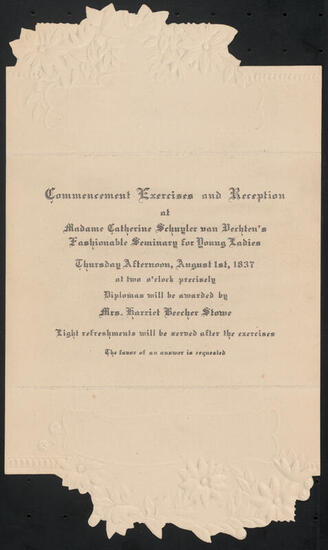 Commencement Exercises and Reception
at
Madame Catherine Schuyler van Vechten's
Fashionable Seminary for Young Ladies
Thursday Afternoon, August 1st, 1837
at two o'clock precisely
Diplomas will be awarded by
Mrs. Harriet Beecher Stowe
Light refreshments will be served after the exercises
The favor of an answer is requested